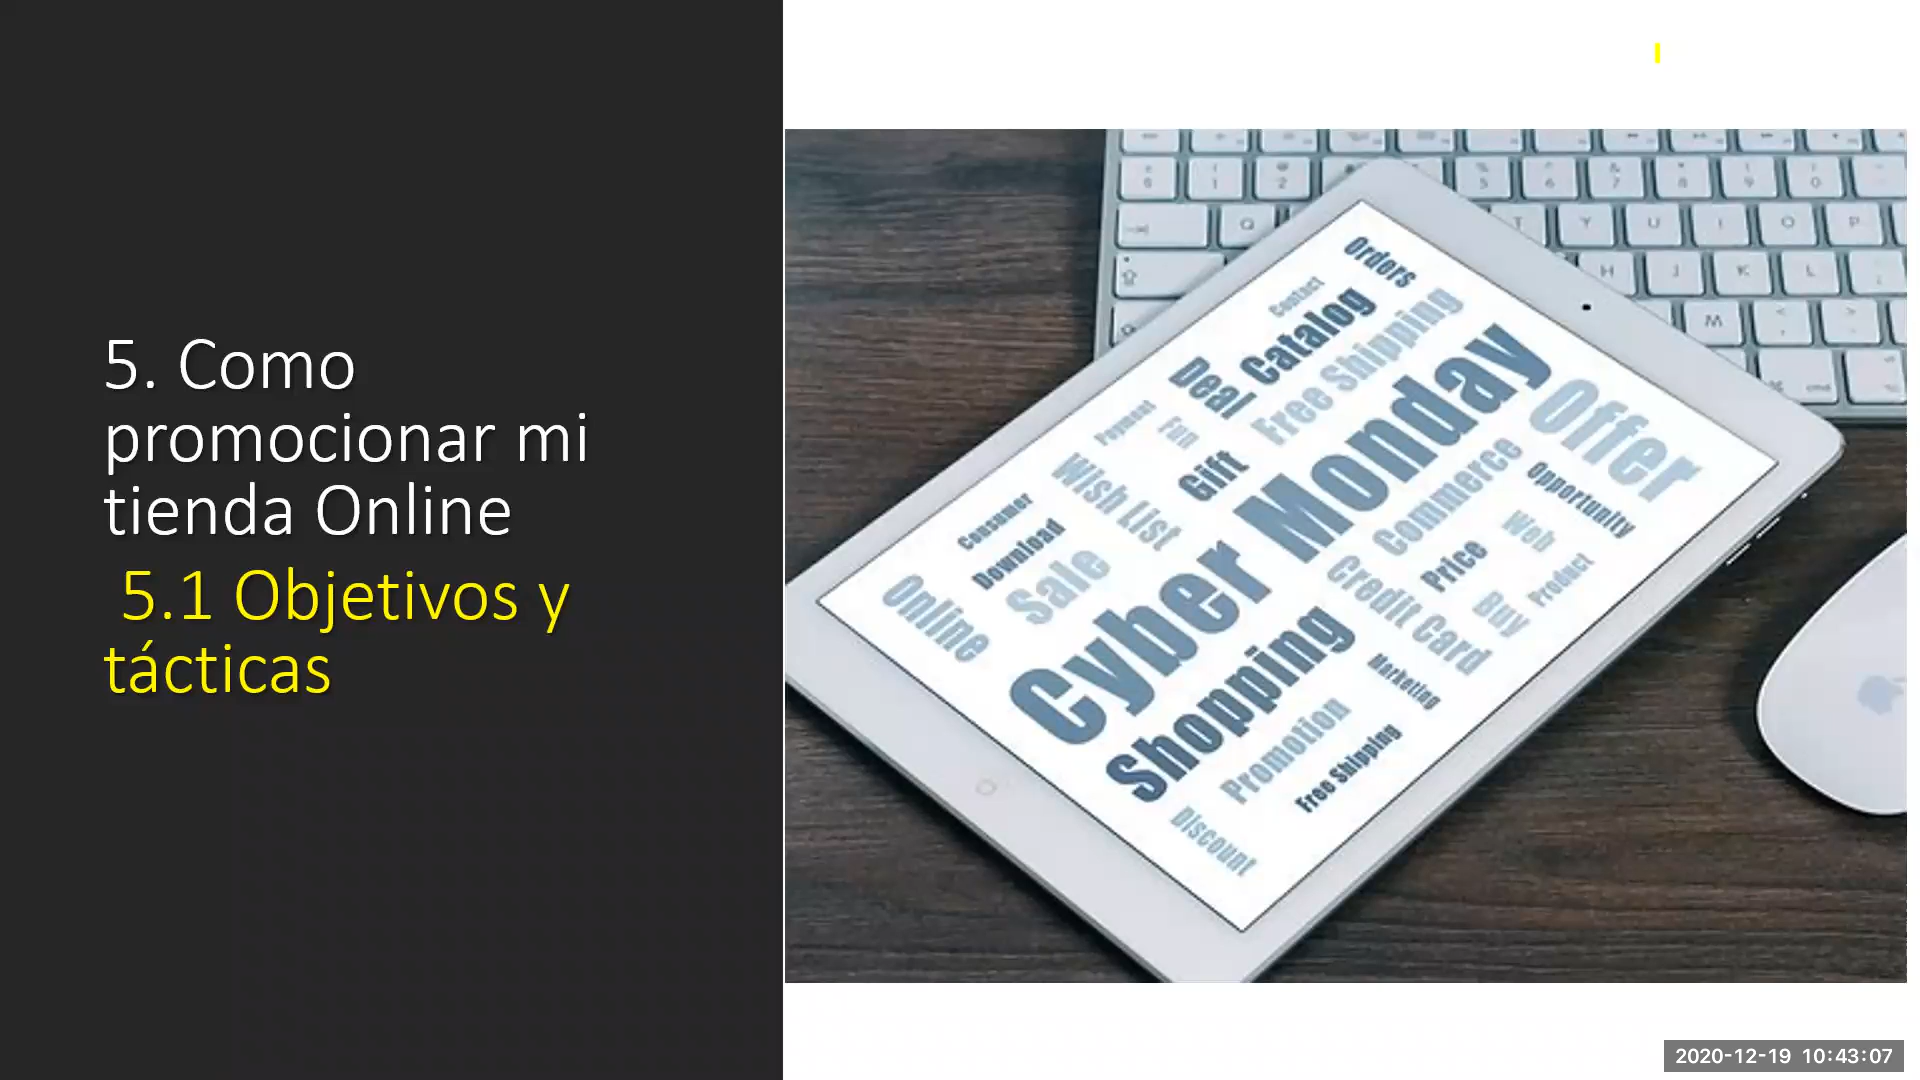 5. Como
promocionar mi
tienda Online
5.1 Objetivos y
tácticas
Orders
Contact
Catalog
Free Shipping
Deal
Cyber Monday
Offer
Payment
Fun
Gift
Commerce
Opportunity
Wish List
Consumer
Download
Sale
Online
Credit Card
Price
Web
Product
Buy
Shopping
Marketing
Promotion
Free Shipping
Discount
Q
T Y U I O P
H J K L
M
cmd
2020-12-19 10:43:07